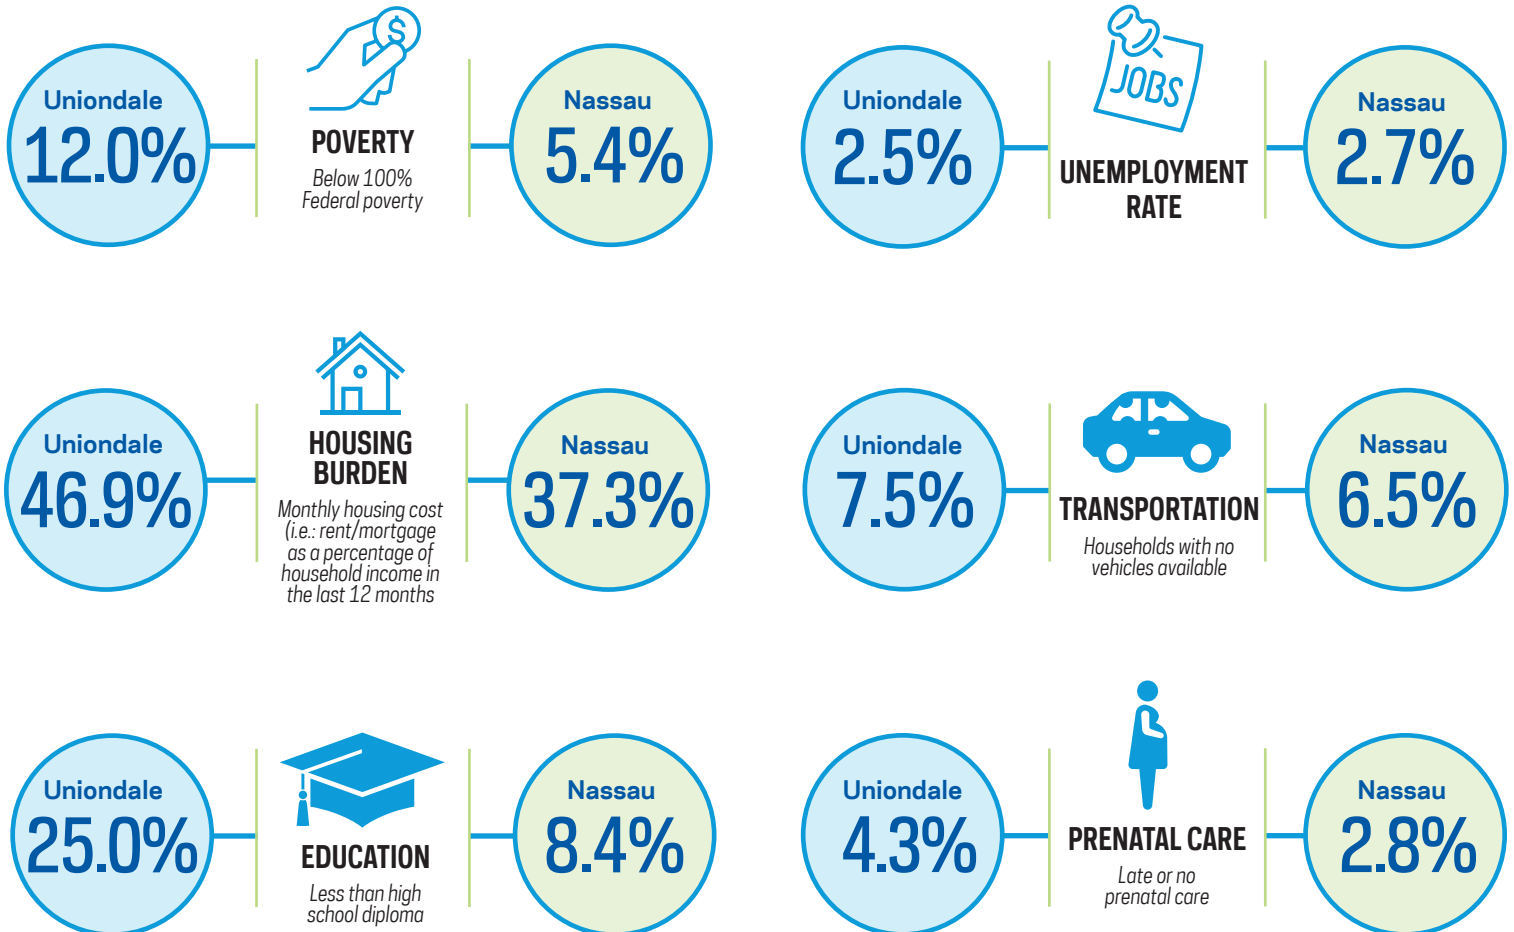 Uniondale
12.0%
$
POVERTY
Below 100%
Federal poverty
Nassau
5.4%
Uniondale
2.5%
JOBS
UNEMPLOYMENT
RATE
Nassau
2.7%
Uniondale
46.9%
HOUSING
BURDEN
Monthly housing cost
(i.e.: rent/mortgage
as a percentage of
household income in
the last 12 months
Nassau
37.3%
Uniondale
7.5%
TRANSPORTATION
Households with no
vehicles available
Nassau
6.5%
Uniondale
25.0%
EDUCATION
Less than high
school diploma
Nassau
8.4%
Uniondale
4.3%
PRENATAL CARE
Late or no
prenatal care
Nassau
2.8%